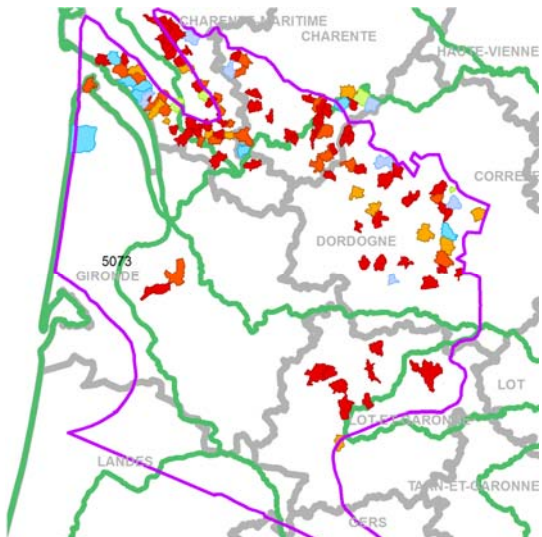 CHARENTE-MARITIME
CHARENTE
HAUTE-VIENNE
CORREZE
DORDOGNE
5073
GIRONDE
LOT
LOT-ET-GARONNE
LANDES
TARN-ET-GARONNE
GERS